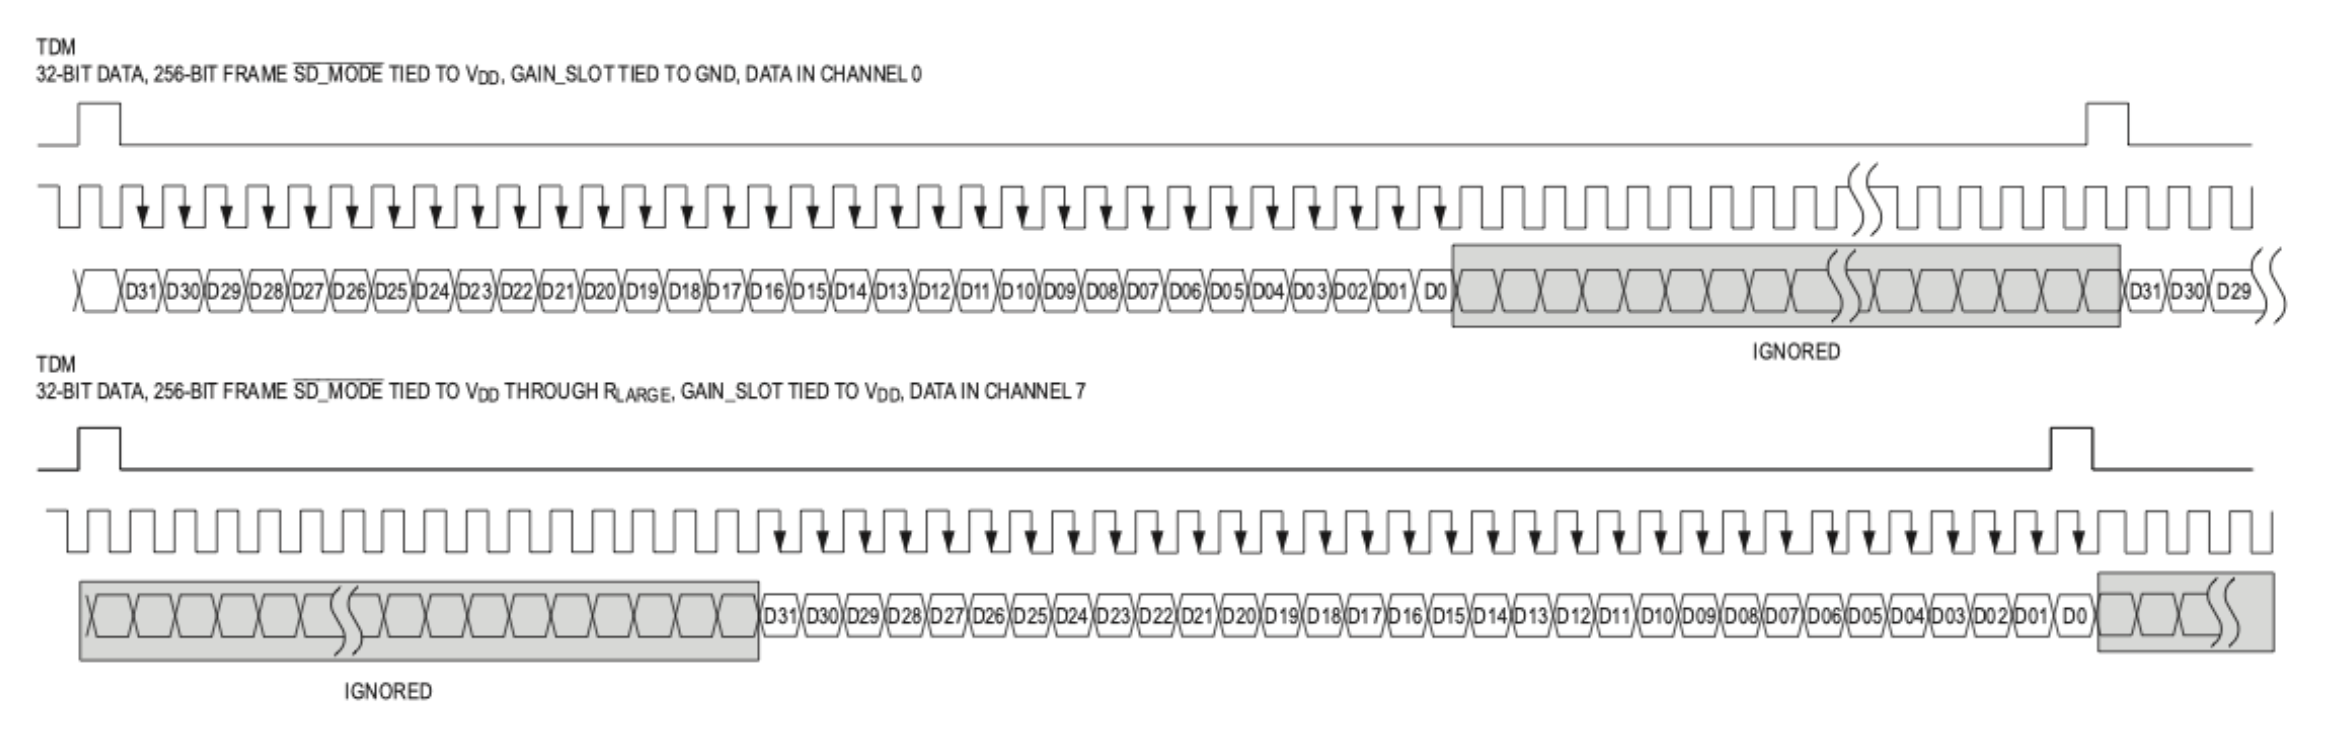 TDM
32-BIT DATA, 256-BIT FRAME SD_MODE TIED TO VDD, GAIN_SLOT TIED TO GND, DATA IN CHANNEL 0
D31 D30 D29 D28 D27 D26 D25 D24 D23 D22 D21 D20 D19 D18 D17 D16 D15 D14 D13 D12 D11 D10 D09 D08 D07 D06 D05 D04 D03 D02 D01 D0 D31 D30 D29
IGNORED
TDM
32-BIT DATA, 256-BIT FRAME SD_MODE TIED TO VDD THROUGH RLARGE, GAIN_SLOT TIED TO VDD, DATA IN CHANNEL 7
D31 D30 D29 D28 D27 D26 D25 D24 D23 D22 D21 D20 D19 D18 D17 D16 D15 D14 D13 D12 D11 D10 D09 D08 D07 D06 D05 D04 D03 D02 D01 D0
IGNORED